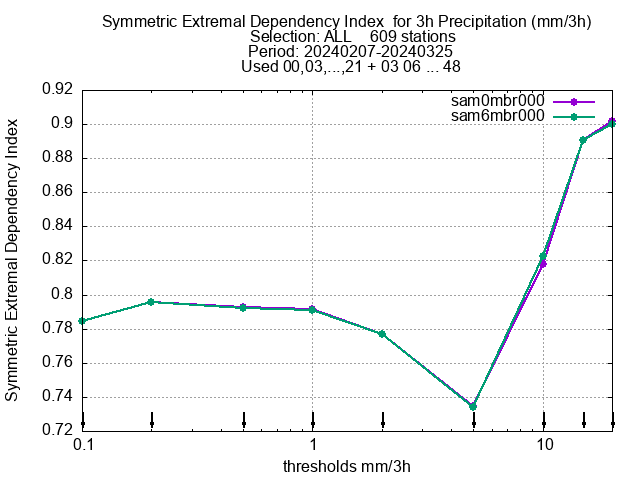 Symmetric Extremal Dependency Index  for 3h Precipitation (mm/3h)
Selection: ALL    609 stations
Period: 20240207-20240325
Used 00,03,...,21 + 03 06 ... 48
sam0mbr000
sam6mbr000
0.92
0.9
0.88
0.86
0.84
0.82
0.8
0.78
0.76
0.74
0.72
Symmetric Extremal Dependency Index
0.1 1 10
thresholds mm/3h